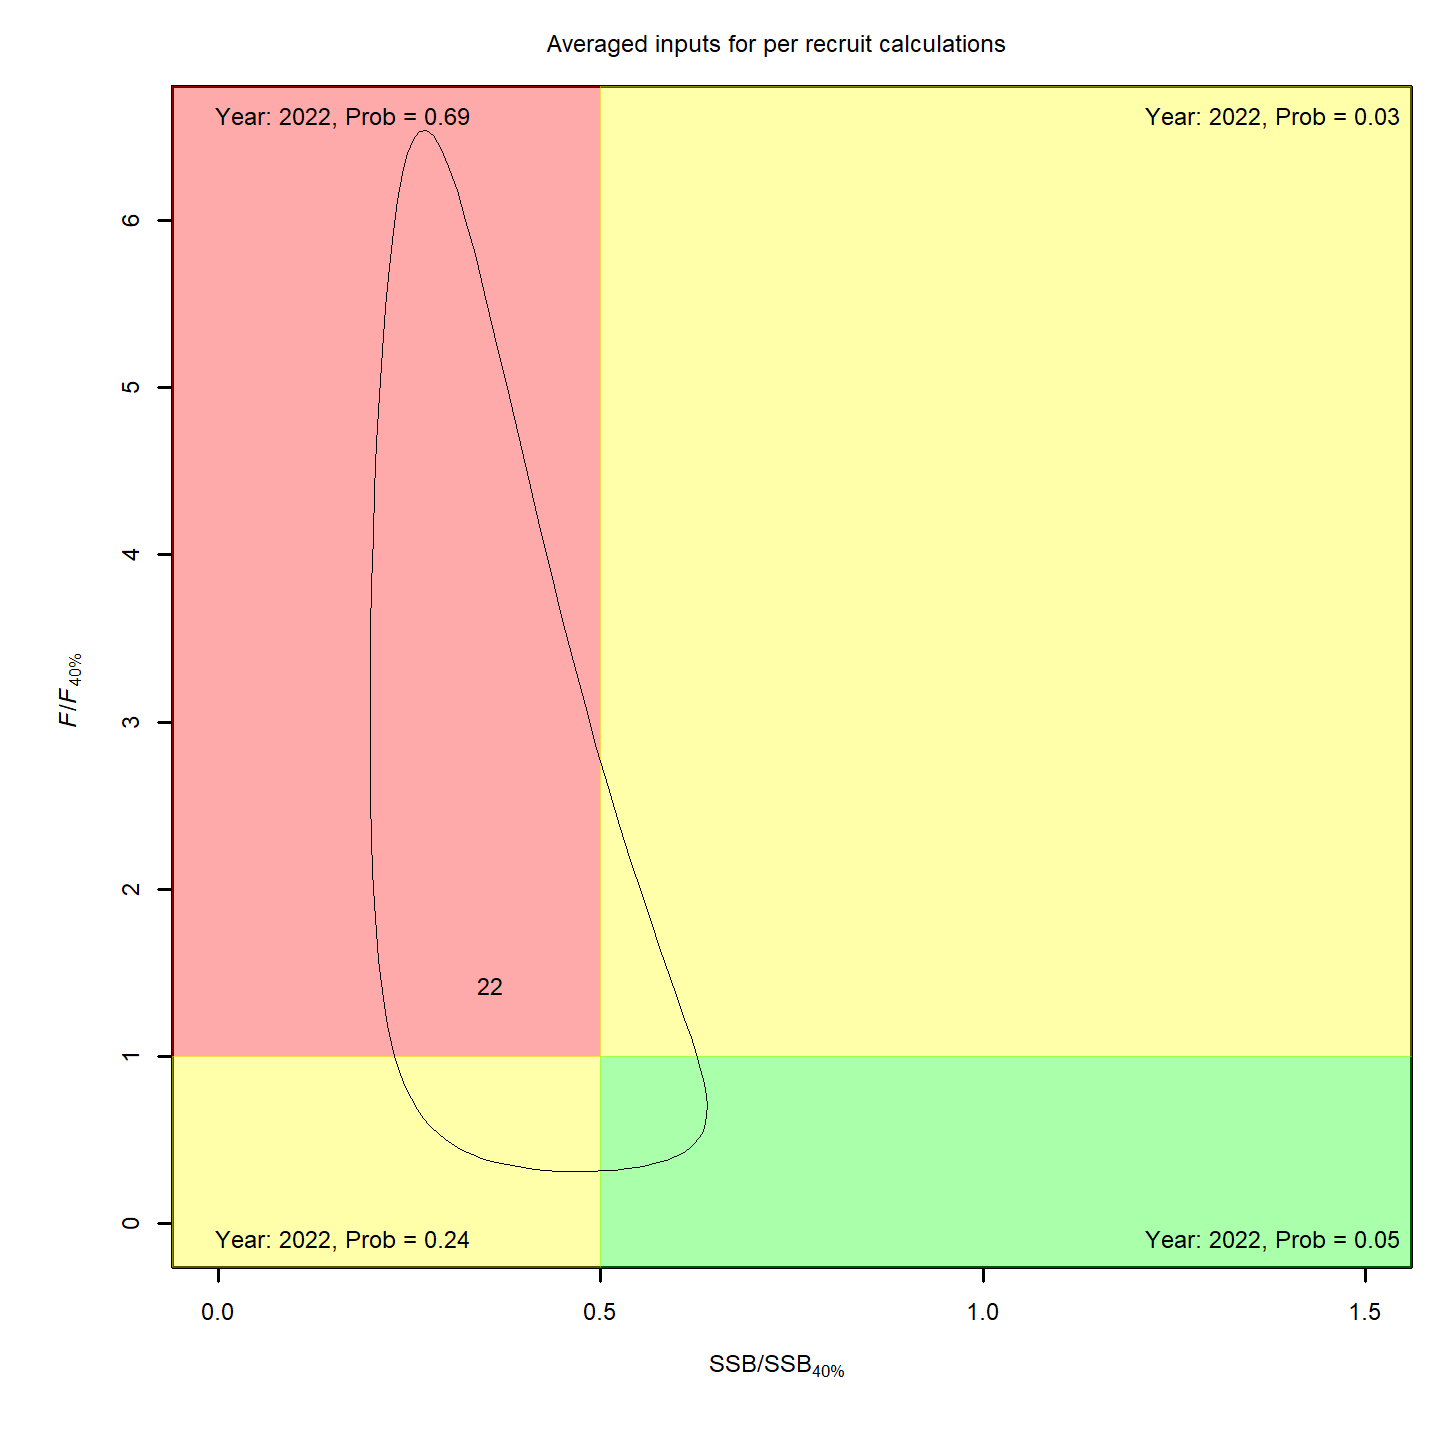 Averaged inputs for per recruit calculations
Year: 2022, Prob = 0.69
Year: 2022, Prob = 0.03
6
5
4
3
2
1
0
F/F40%
22
Year: 2022, Prob = 0.24
Year: 2022, Prob = 0.05
0.0
0.5
1.0
1.5
SSB/SSB40%